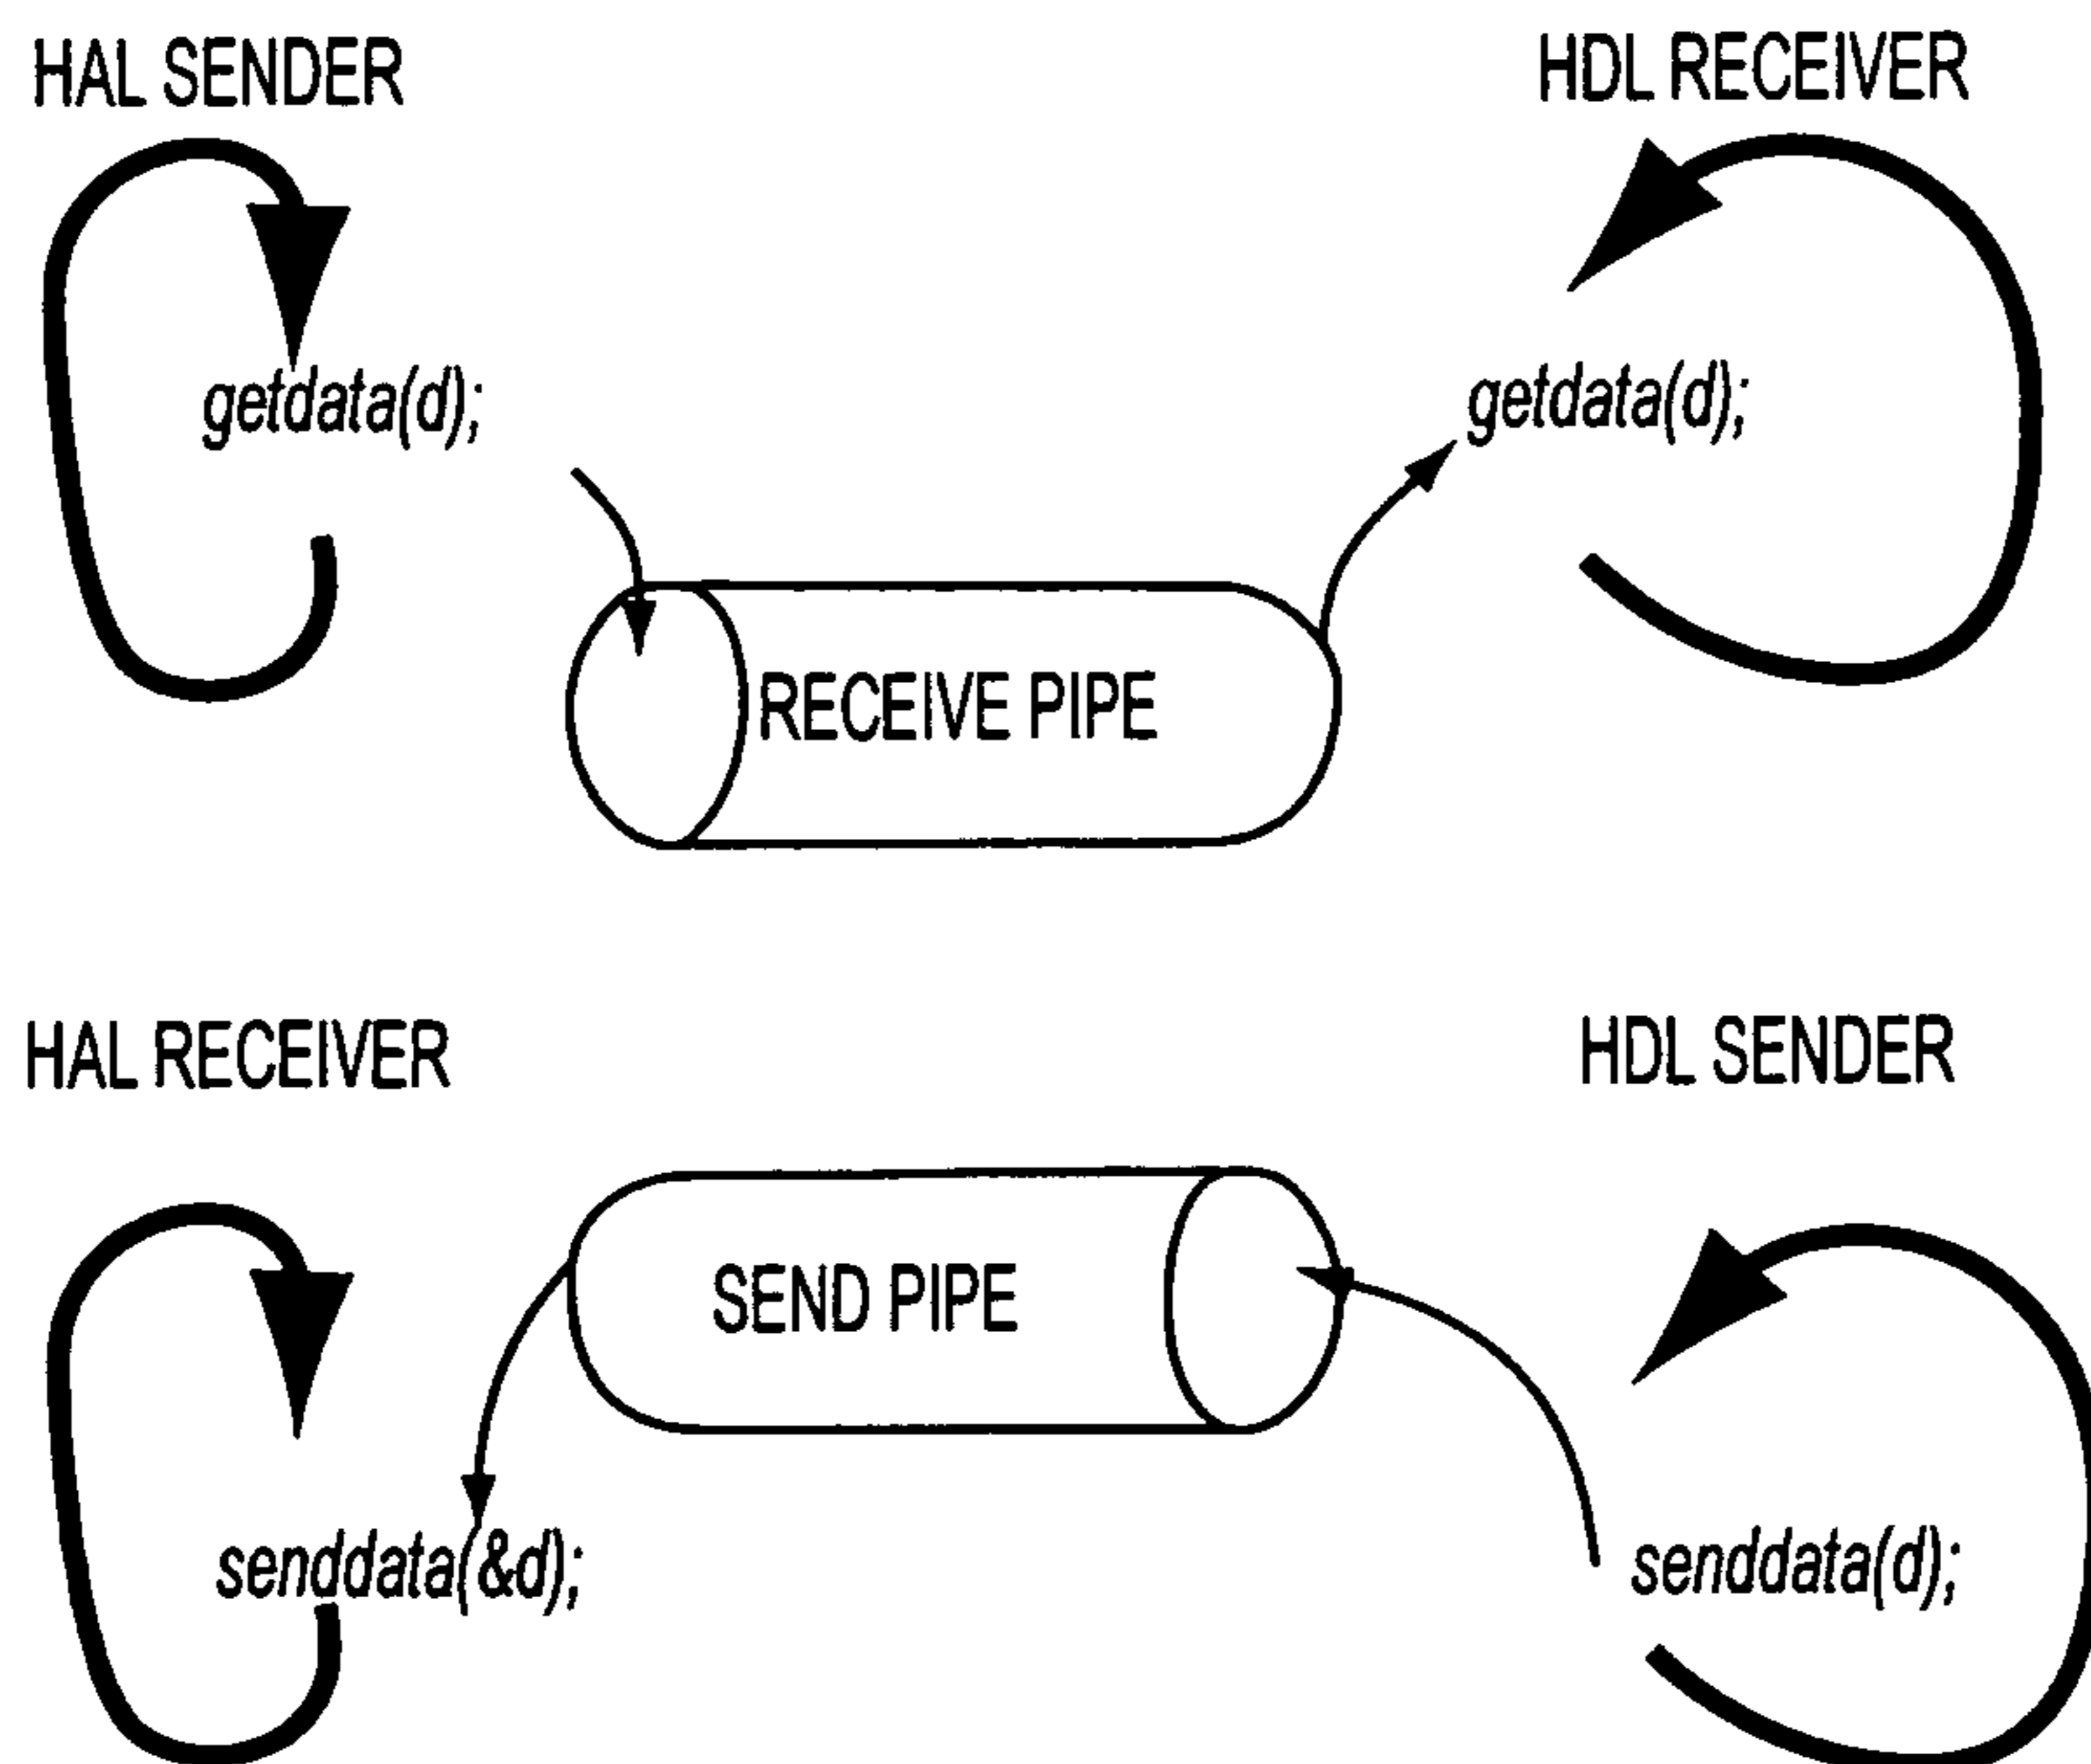 HAL SENDER
HDL RECEIVER
getdata(d);
getdata(d);
RECEIVE PIPE
HAL RECEIVER
HDL SENDER
SEND PIPE
senddata(&d);
senddata(d);